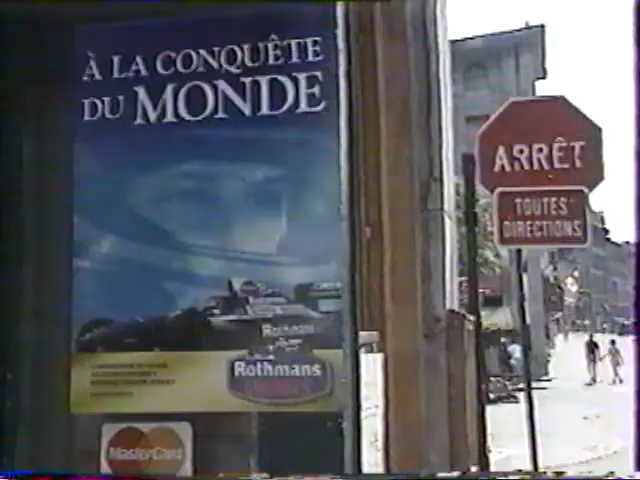 À LA CONQUÊTE
DU MONDE
Rothmans
Rothmans
MasterCard
ARRÊT
TOUTES
DIRECTIONS